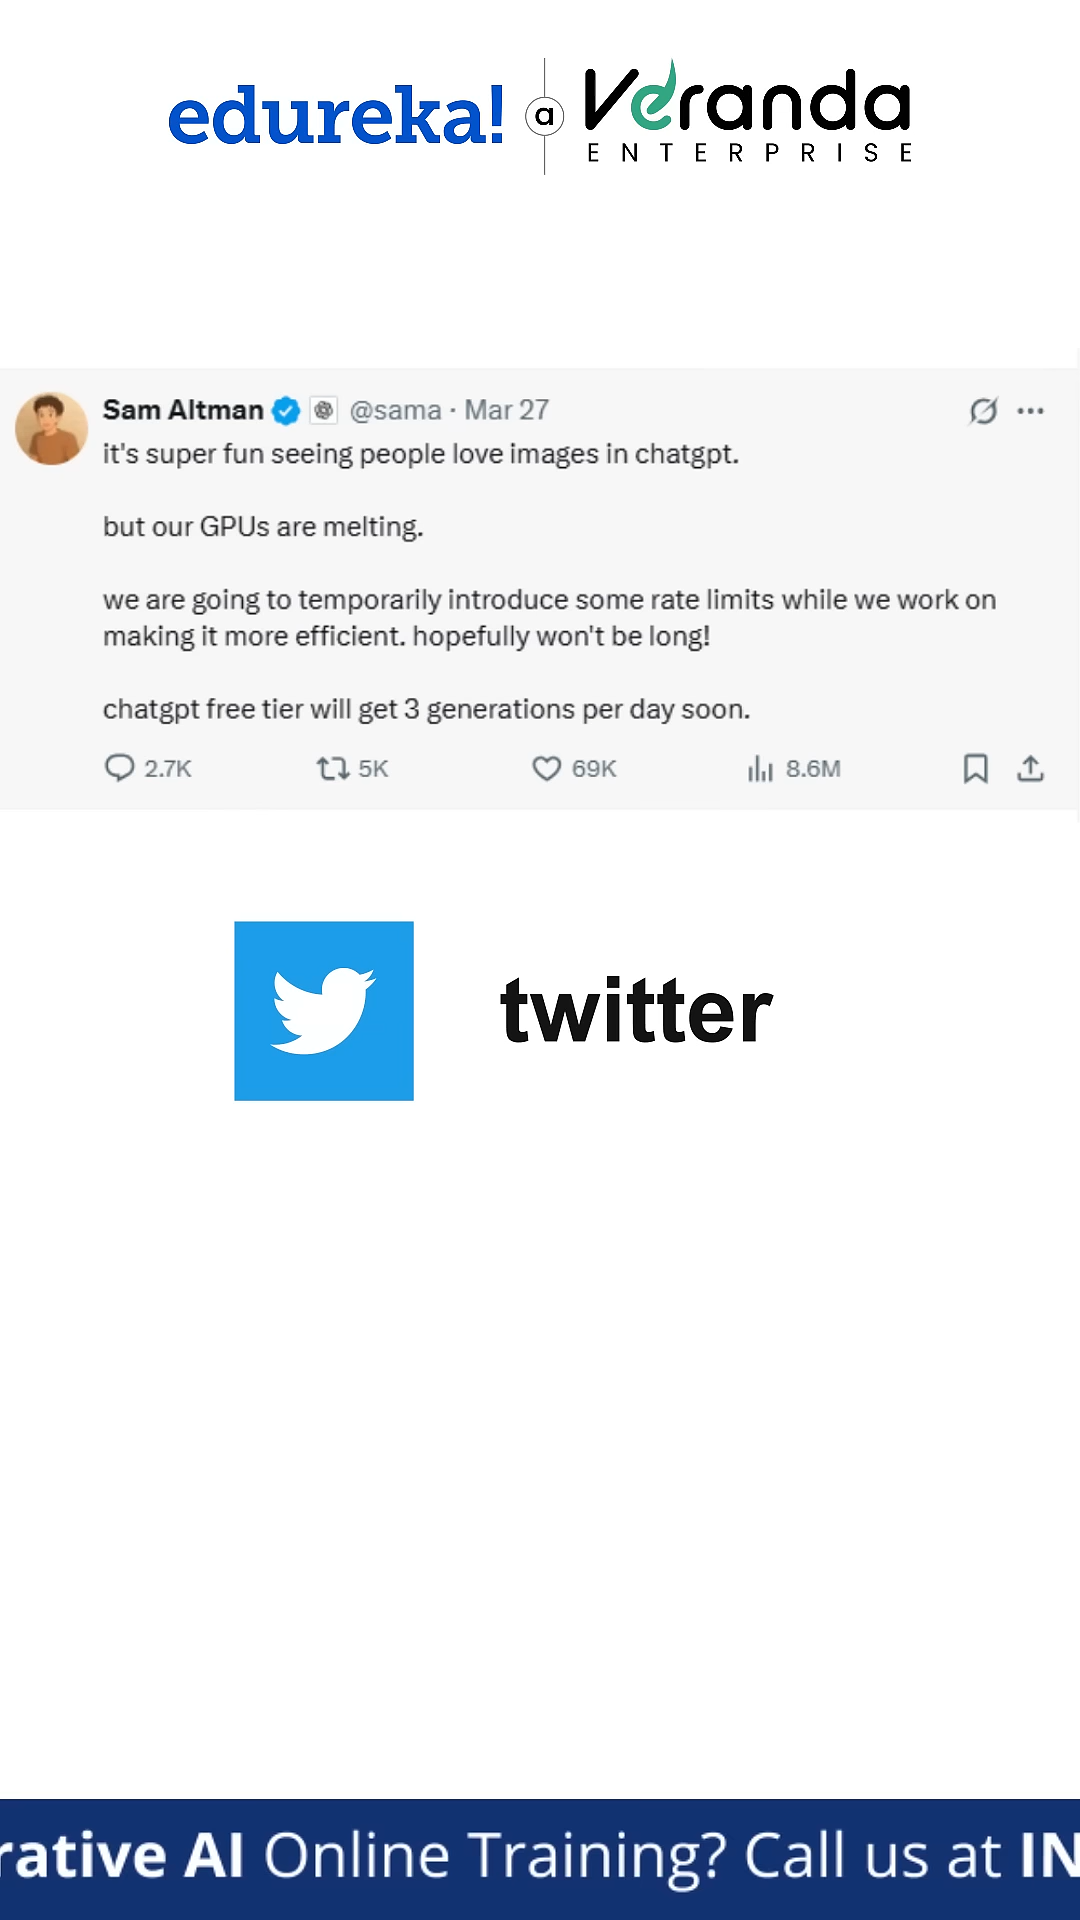 edureka! a Veranda
ENTERPRISE
Sam Altman @sama · Mar 27
it's super fun seeing people love images in chatgpt.
but our GPUs are melting.
we are going to temporarily introduce some rate limits while we work on
making it more efficient. hopefully won't be long!
chatgpt free tier will get 3 generations per day soon.
2.7K 5K 69K 8.6M
twitter
rative AI Online Training? Call us at IN